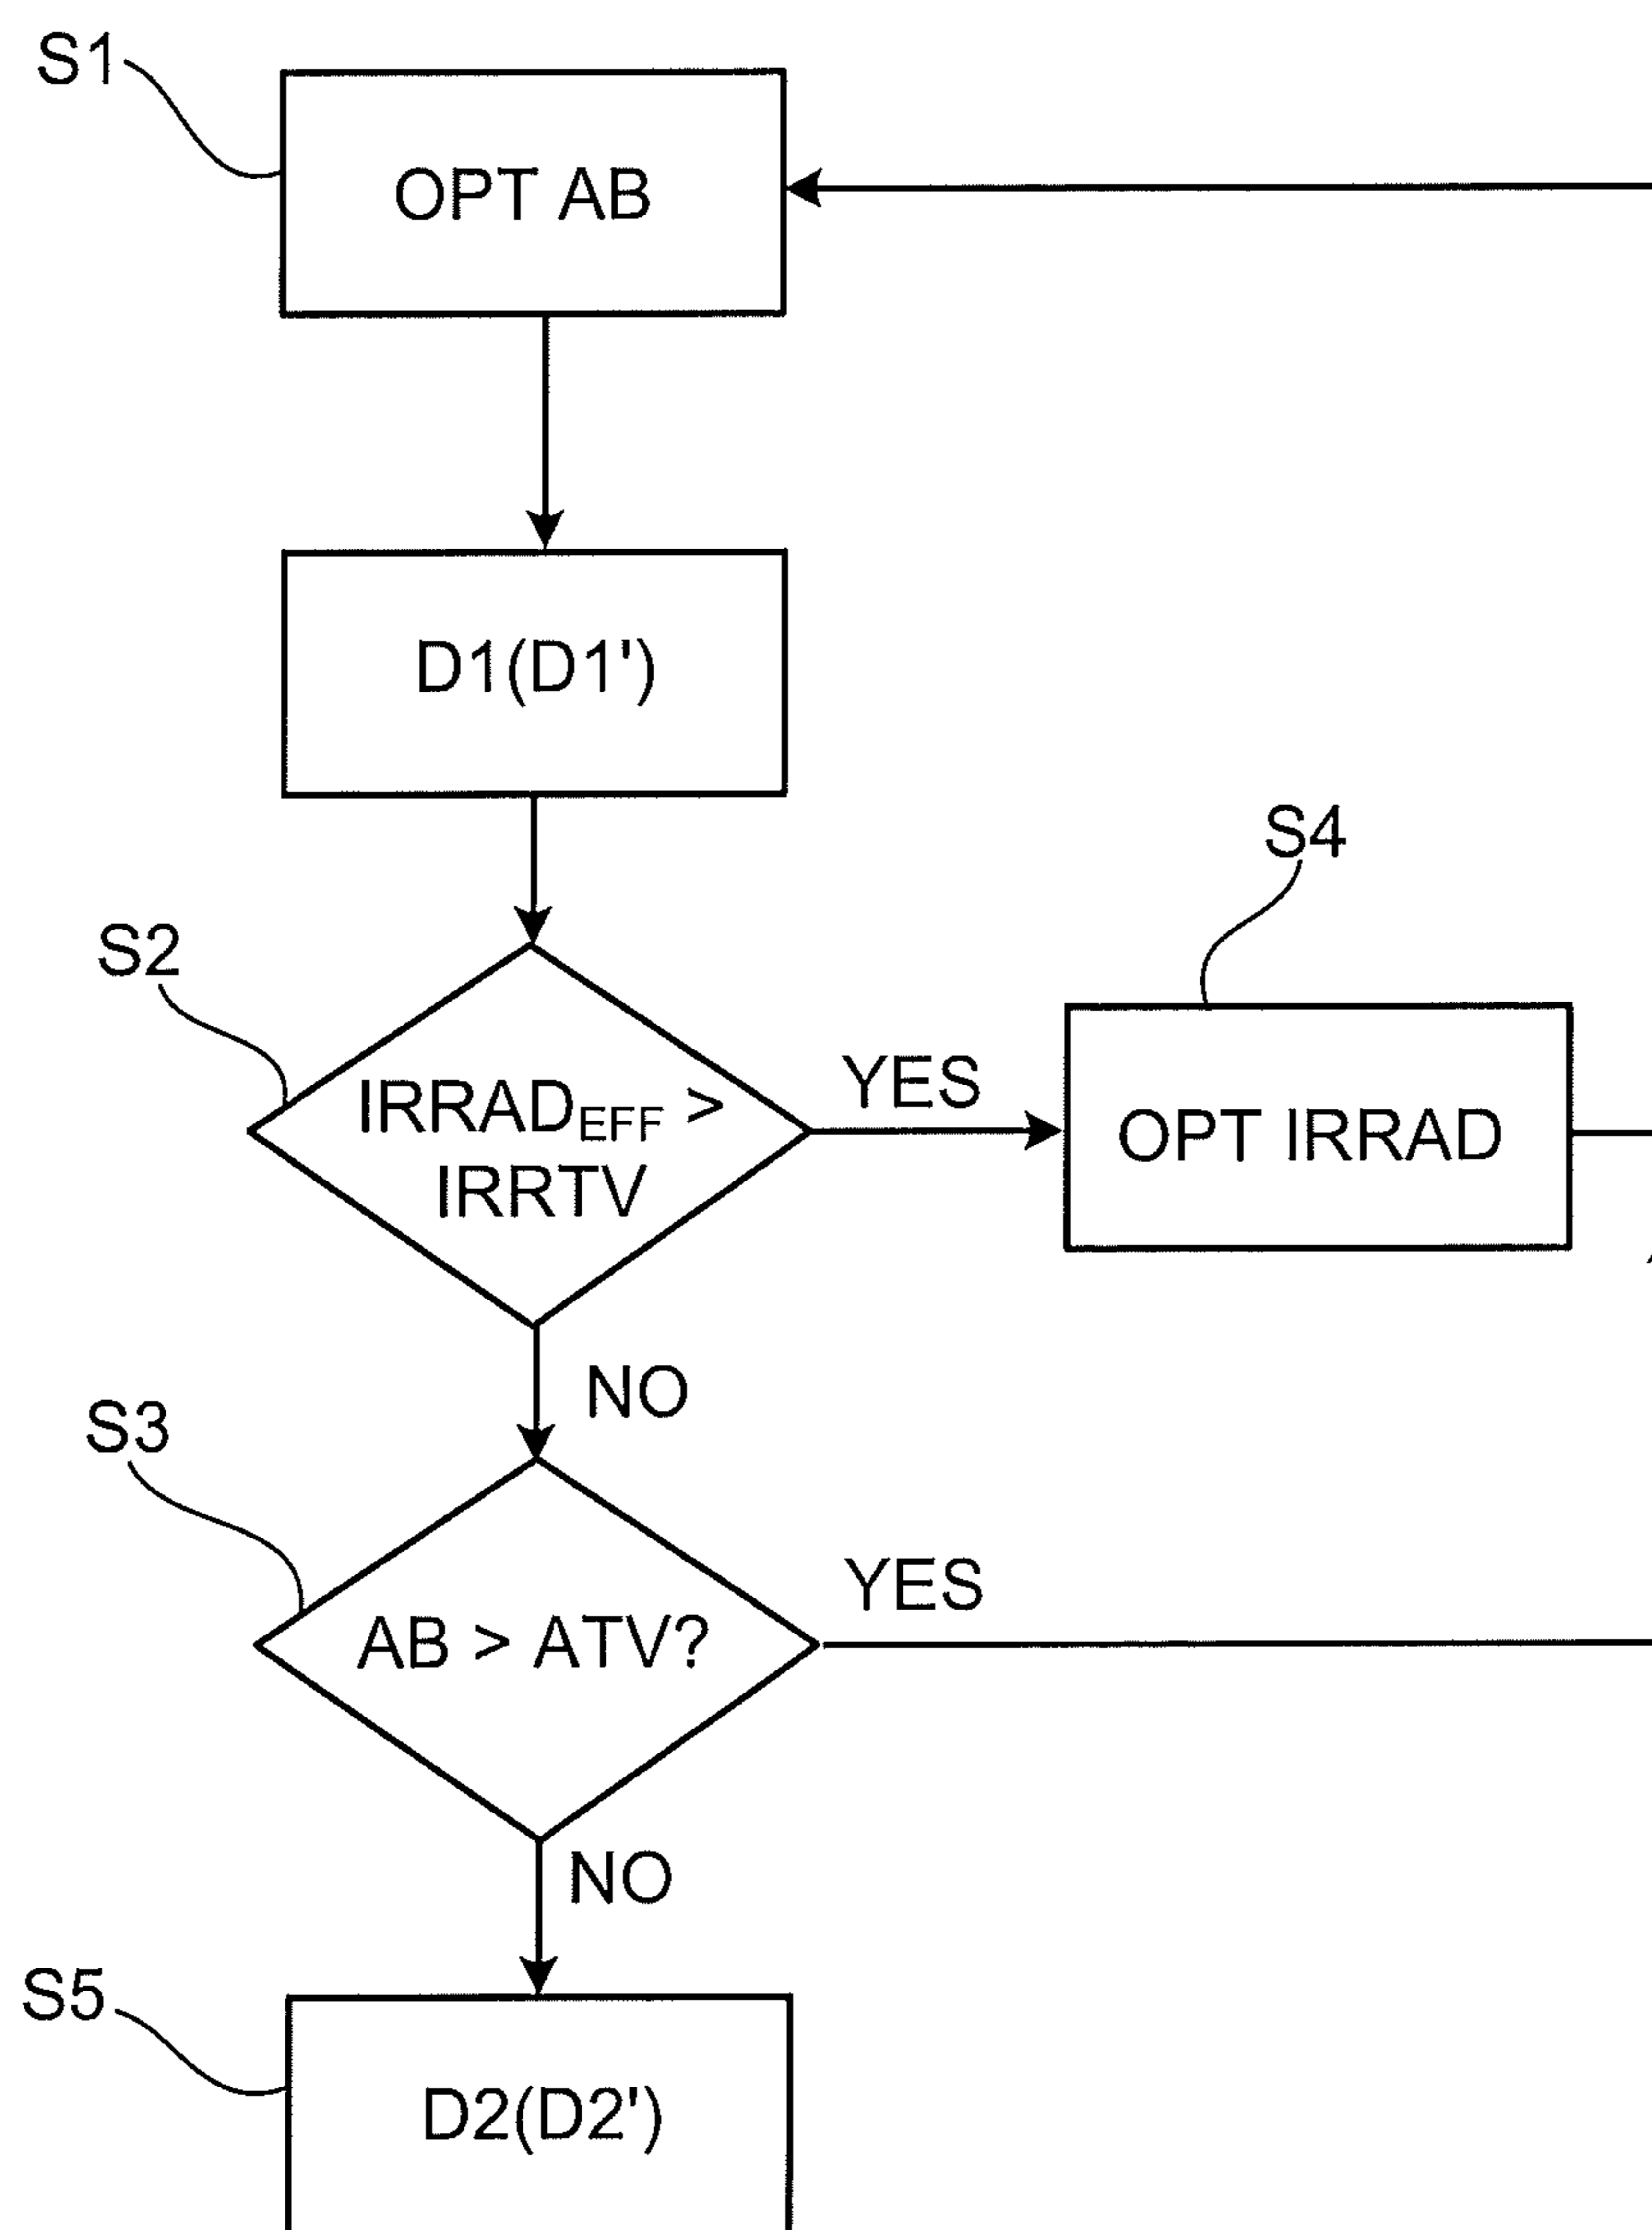 S1
OPT AB
D1(D1')
S4
S2
IRRAD_EFF >
IRRTV
YES
OPT IRRAD
NO
S3
AB > ATV?
YES
NO
S5
D2(D2')